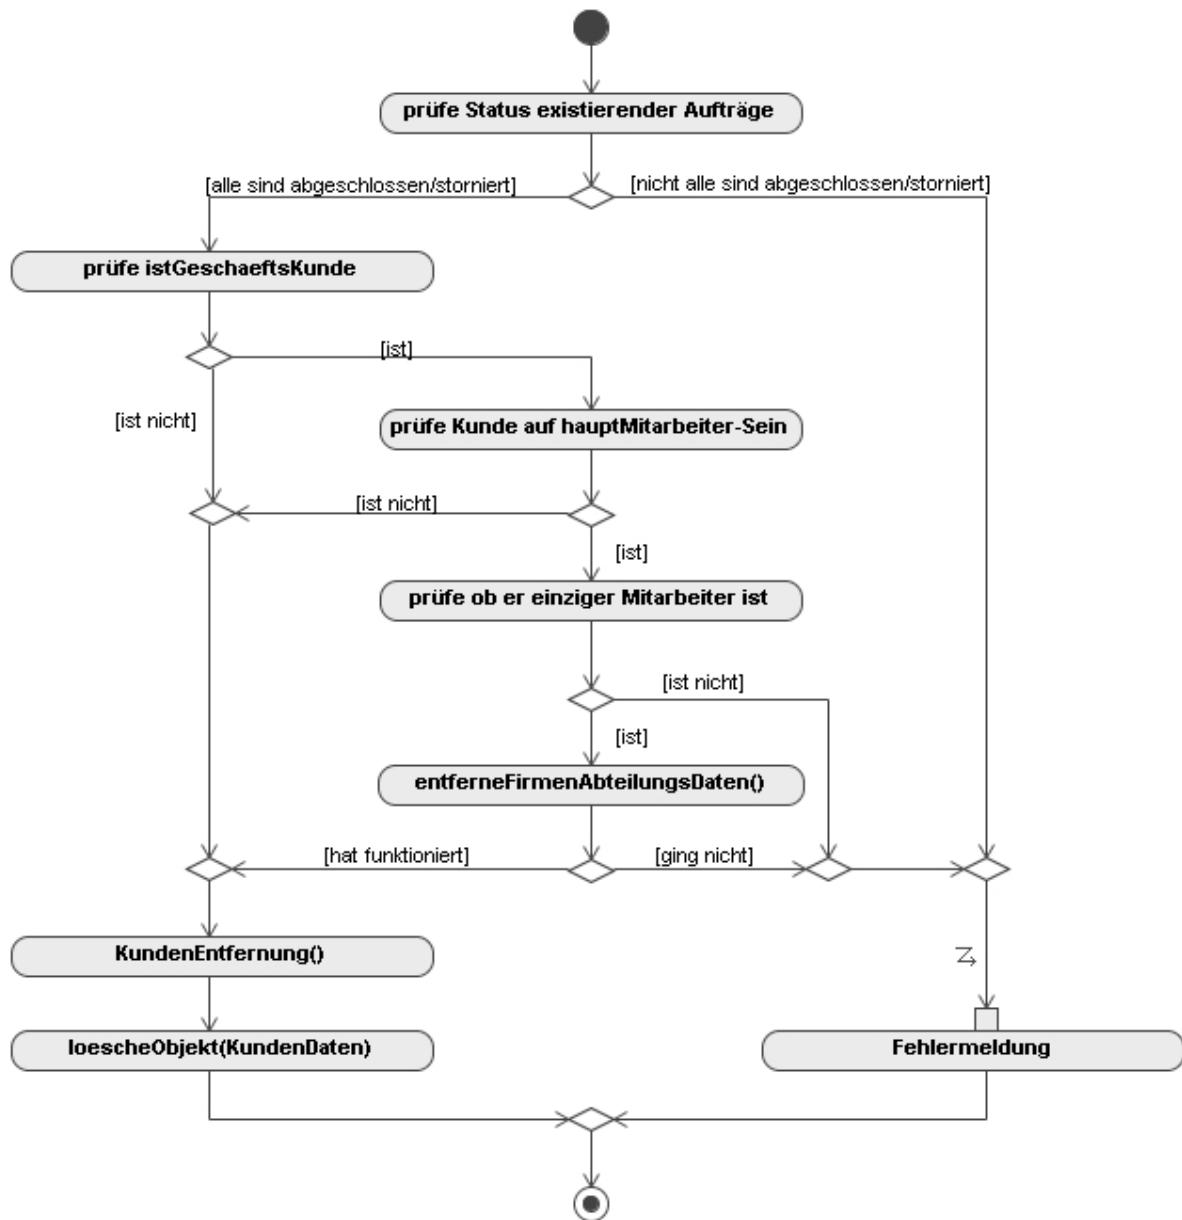 prüfe Status existierender Aufträge
[alle sind abgeschlossen/storniert]
[nicht alle sind abgeschlossen/storniert]
prüfe istGeschaeftsKunde
[ist]
[ist nicht]
prüfe Kunde auf hauptMitarbeiter-Sein
[ist nicht]
[ist]
prüfe ob er einziger Mitarbeiter ist
[ist nicht]
[ist]
entferneFirmenAbteilungsDaten()
[hat funktioniert]
[ging nicht]
KundenEntfernung()
loescheObjekt(KundenDaten)
Fehlermeldung